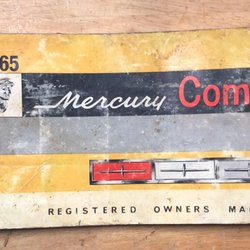 65
Mercury Com
REGISTERED OWNERS MA